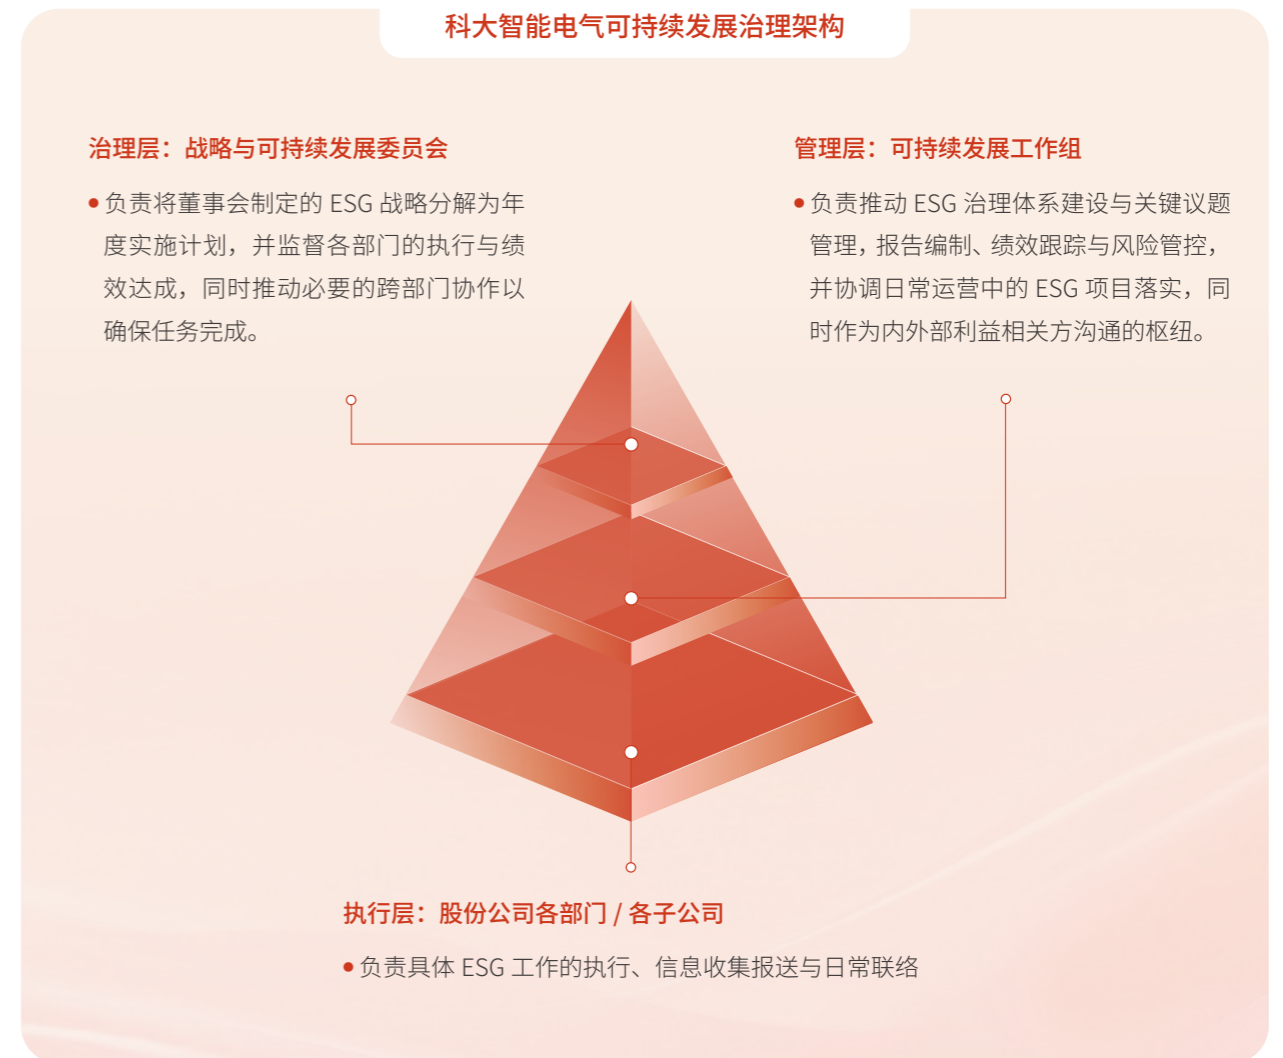 科大智能电气可持续发展治理架构
治理层：战略与可持续发展委员会
●负责将董事会制定的 ESG 战略分解为年
度实施计划，并监督各部门的执行与绩
效达成，同时推动必要的跨部门协作以
确保任务完成。
管理层：可持续发展工作组
●负责推动 ESG 治理体系建设与关键议题
管理，报告编制、绩效跟踪与风险管控，
并协调日常运营中的 ESG 项目落实，同
时作为内外部利益相关方沟通的枢纽。
执行层：股份公司各部门 / 各子公司
●负责具体 ESG 工作的执行、信息收集报送与日常联络